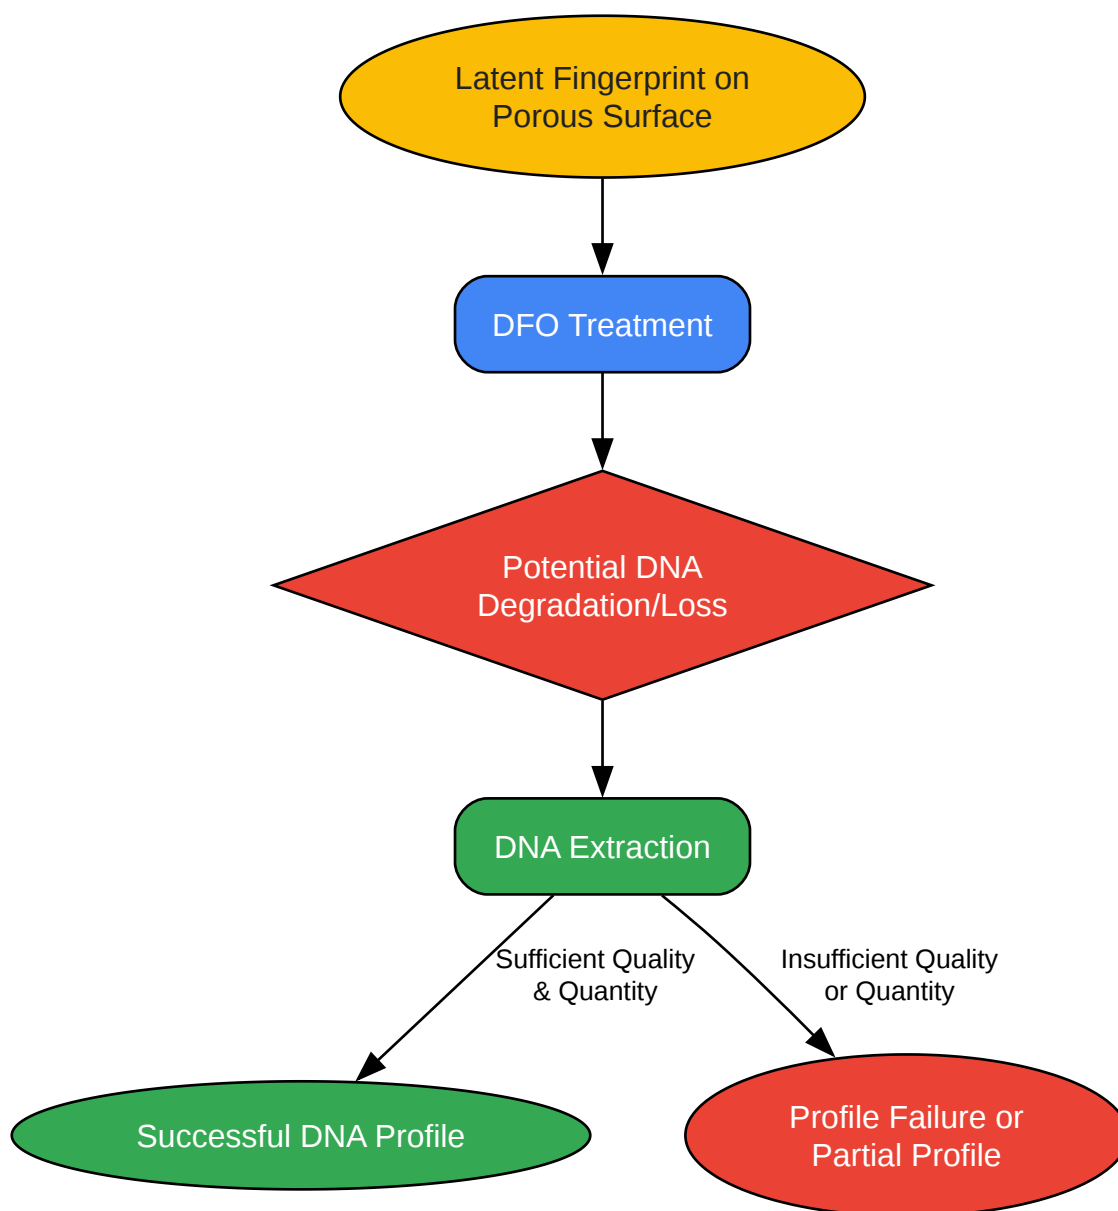 Latent Fingerprint on
Porous Surface
DFO Treatment
Potential DNA
Degradation/Loss
DNA Extraction
Sufficient Quality
& Quantity
Insufficient Quality
or Quantity
Successful DNA Profile
Profile Failure or
Partial Profile